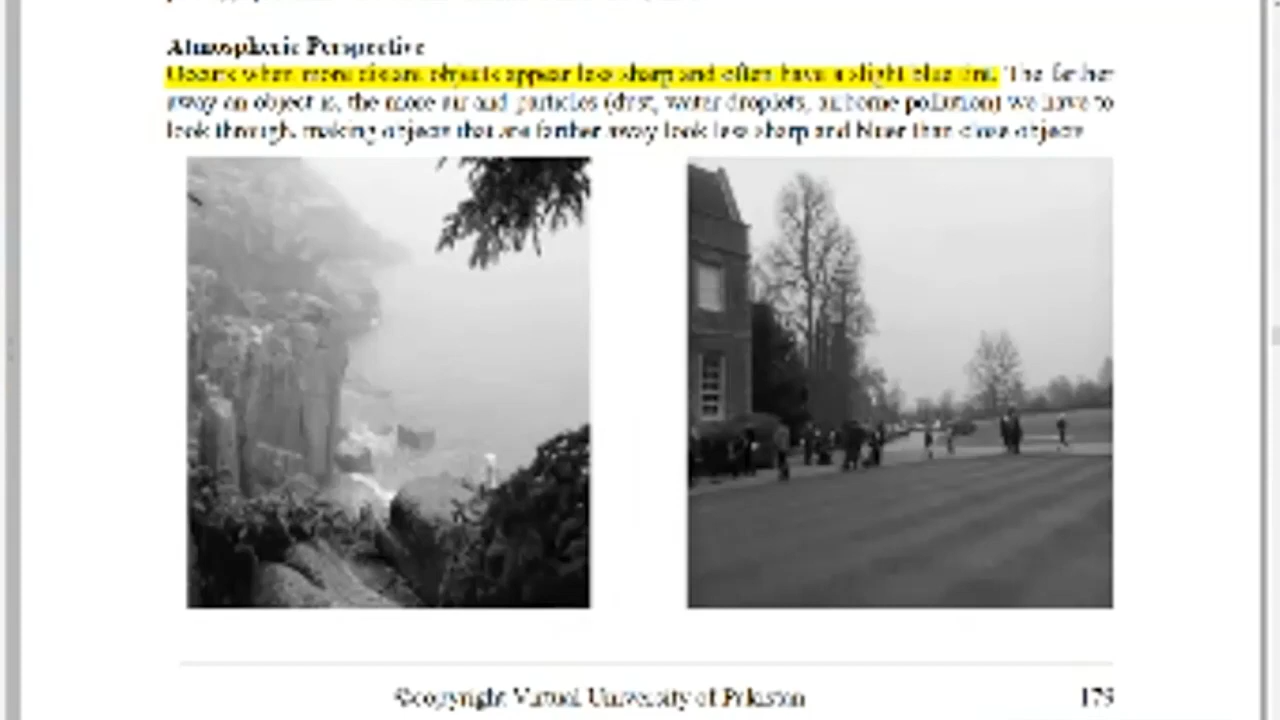 Atmospheric Perspective
Occurs when more distant objects appear less sharp and often have a slight blue tint. The farther
away an object is, the more air and particles (dust, water droplets, airborne pollution) we have to
look through, making objects that are farther away look less sharp and bluer than close objects
©copyright Virtual University of Pakistan 175